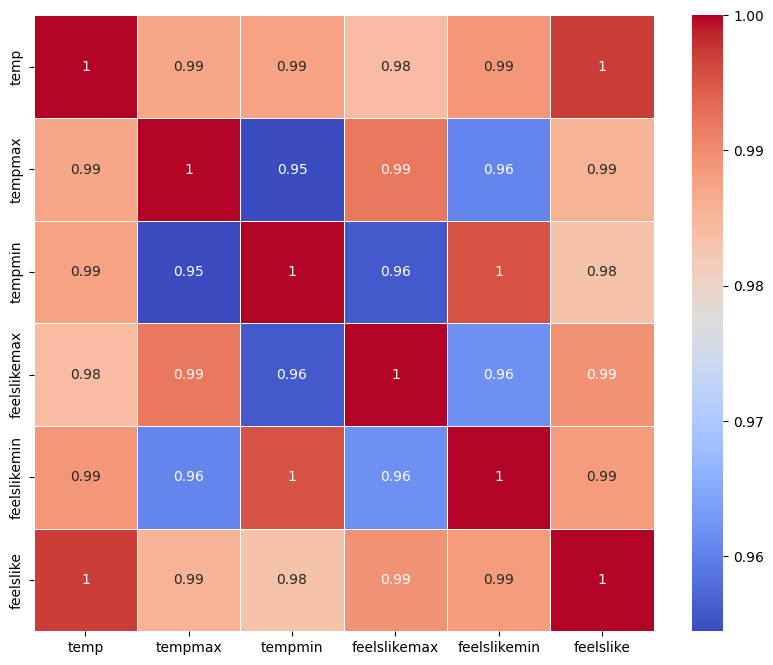 temp 1 0.99 0.99 0.98 0.99 1
tempmax 0.99 1 0.95 0.99 0.96 0.99
tempmin 0.99 0.95 1 0.96 1 0.98
feelslikemax 0.98 0.99 0.96 1 0.96 0.99
feelslikemin 0.99 0.96 1 0.96 1 0.99
feelslike 1 0.99 0.98 0.99 0.99 1
temp tempmax tempmin feelslikemax feelslikemin feelslike
1.00
0.99
0.98
0.97
0.96